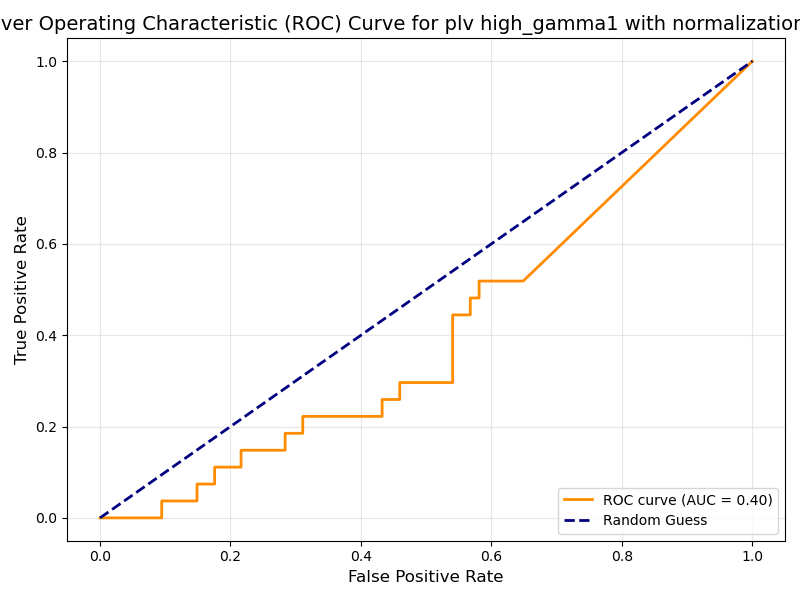 ver Operating Characteristic (ROC) Curve for plv high_gamma1 with normalization
1.0
0.8
0.6
0.4
0.2
0.0
True Positive Rate
0.0 0.2 0.4 0.6 0.8 1.0
False Positive Rate
ROC curve (AUC = 0.40)
Random Guess